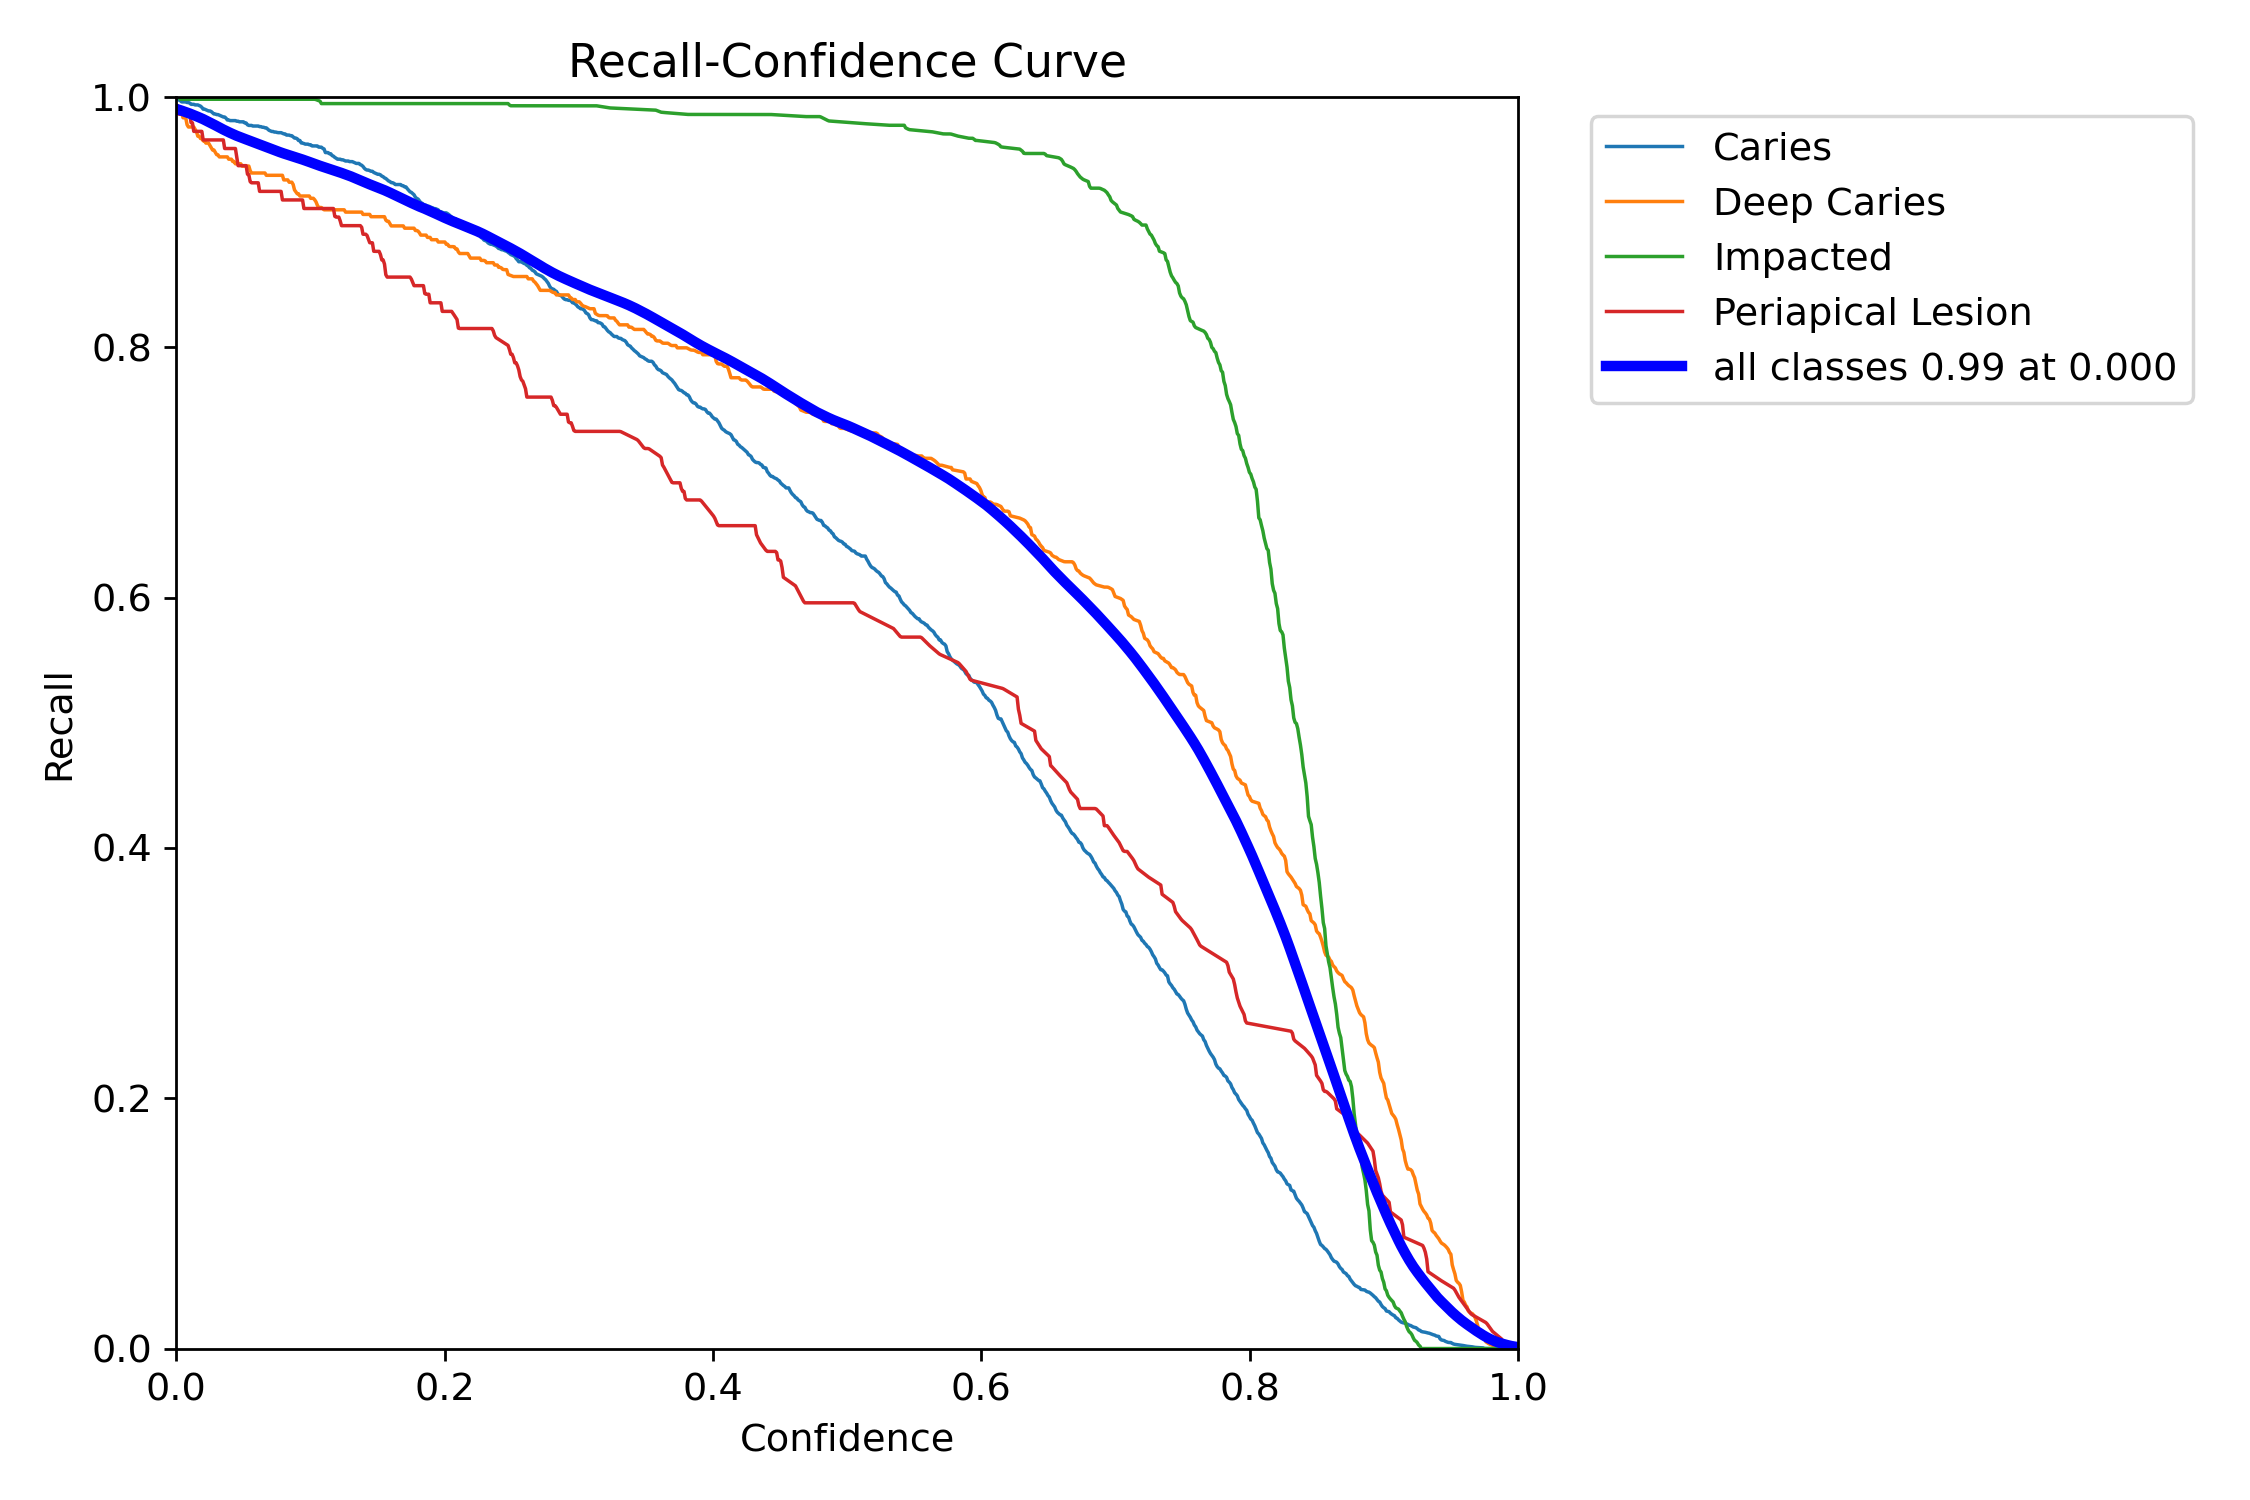 Recall-Confidence Curve
1.0
0.8
0.6
0.4
0.2
0.0
Recall
0.0 0.2 0.4 0.6 0.8 1.0
Confidence
Caries
Deep Caries
Impacted
Periapical Lesion
all classes 0.99 at 0.000